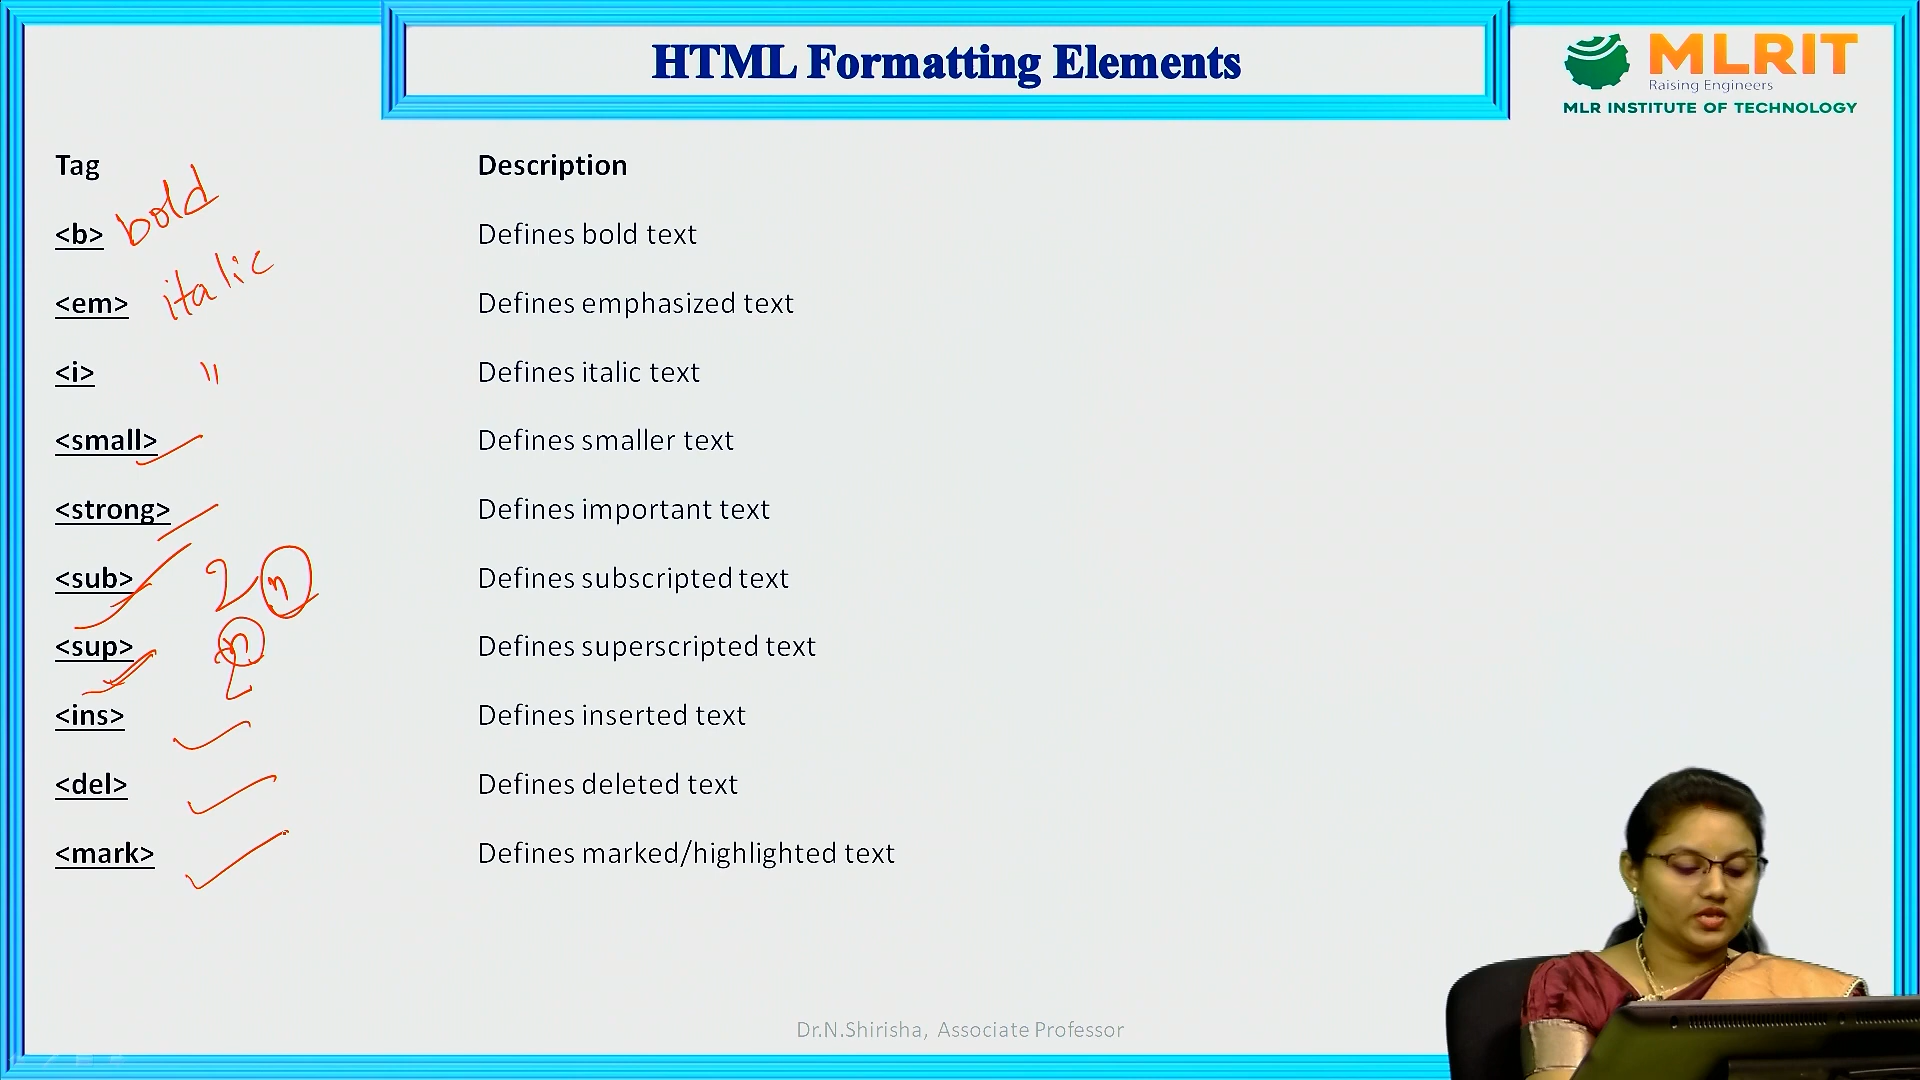 HTML Formatting Elements
MLRIT
Raising Engineers
MLR INSTITUTE OF TECHNOLOGY
Tag Description
<b> bold Defines bold text
<em> italic Defines emphasized text
<i> " Defines italic text
<small> Defines smaller text
<strong> Defines important text
<sub> 2 n Defines subscripted text
<sup> 2 n Defines superscripted text
<ins> Defines inserted text
<del> Defines deleted text
<mark> Defines marked/highlighted text
Dr.N.Shirisha, Associate Professor